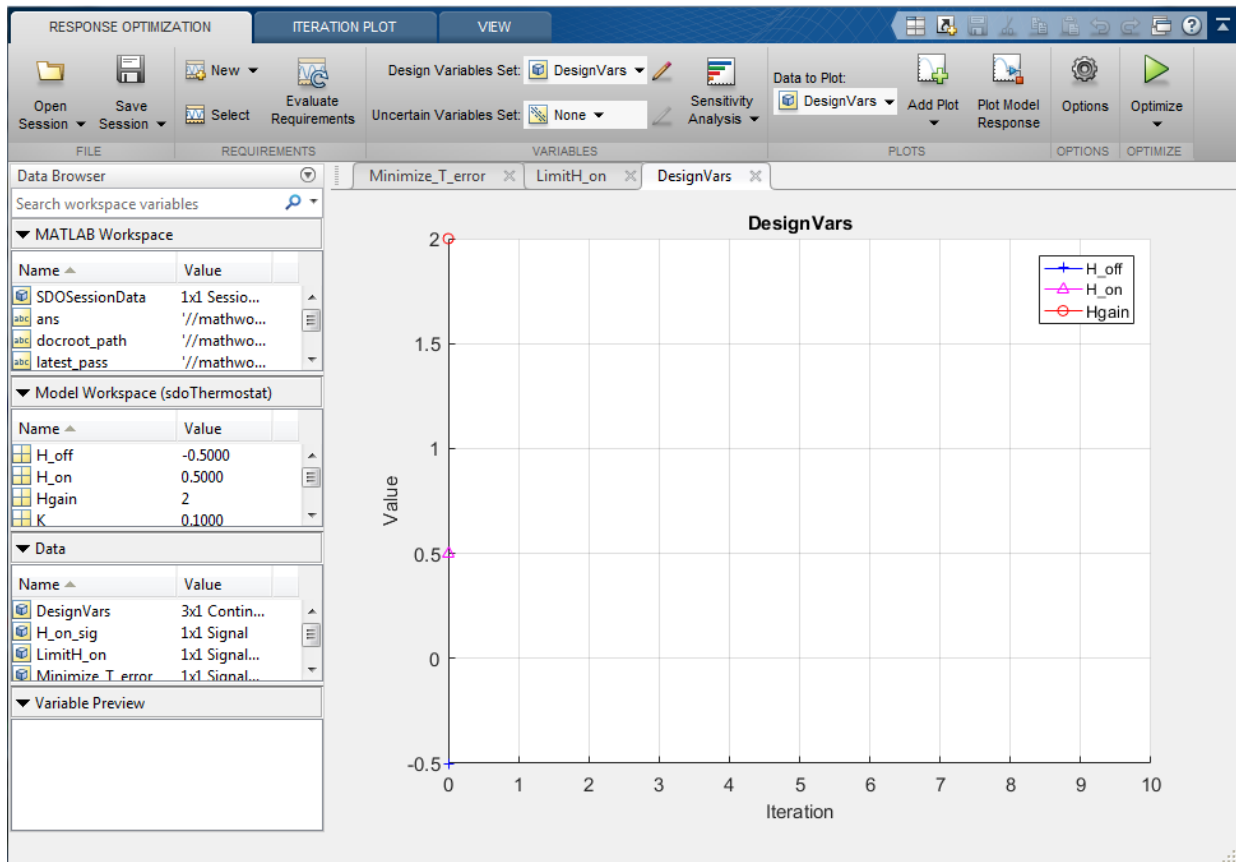 RESPONSE OPTIMIZATION ITERATION PLOT VIEW
New Design Variables Set: DesignVars Data to Plot:
Open Session Save Session Select Evaluate Requirements Uncertain Variables Set: None Sensitivity Analysis DesignVars Add Plot Plot Model Response Options Optimize
FILE REQUIREMENTS VARIABLES PLOTS OPTIONS OPTIMIZE
Data Browser
Search workspace variables
MATLAB Workspace
Name Value
SDOSessionData 1x1 Sessio...
abc ans '//mathwo...
abc docroot_path '//mathwo...
abc latest_pass '//mathwo...
Model Workspace (sdoThermostat)
Name Value
H_off -0.5000
H_on 0.5000
Hgain 2
K 0.1000
Data
Name Value
DesignVars 3x1 Contin...
H_on_sig 1x1 Signal
LimitH_on 1x1 Signal...
Minimize_T_error 1x1 Signal...
Variable Preview
Minimize_T_error LimitH_on DesignVars
DesignVars
2
1.5
1
0.5
0
-0.5
Value
H_off
H_on
Hgain
0 1 2 3 4 5 6 7 8 9 10
Iteration